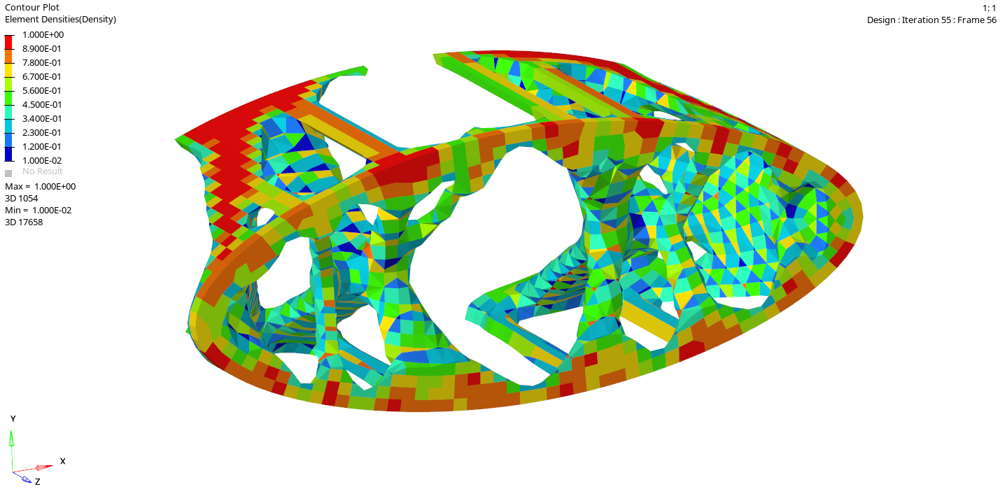 Contour Plot
Element Densities(Density)
1.000E+00
8.900E-01
7.800E-01
6.700E-01
5.600E-01
4.500E-01
3.400E-01
2.300E-01
1.200E-01
1.000E-02
No Result
Max = 1.000E+00
3D 1054
Min = 1.000E-02
3D 17658
1: 1
Design : Iteration 55 : Frame 56
Y
X
Z